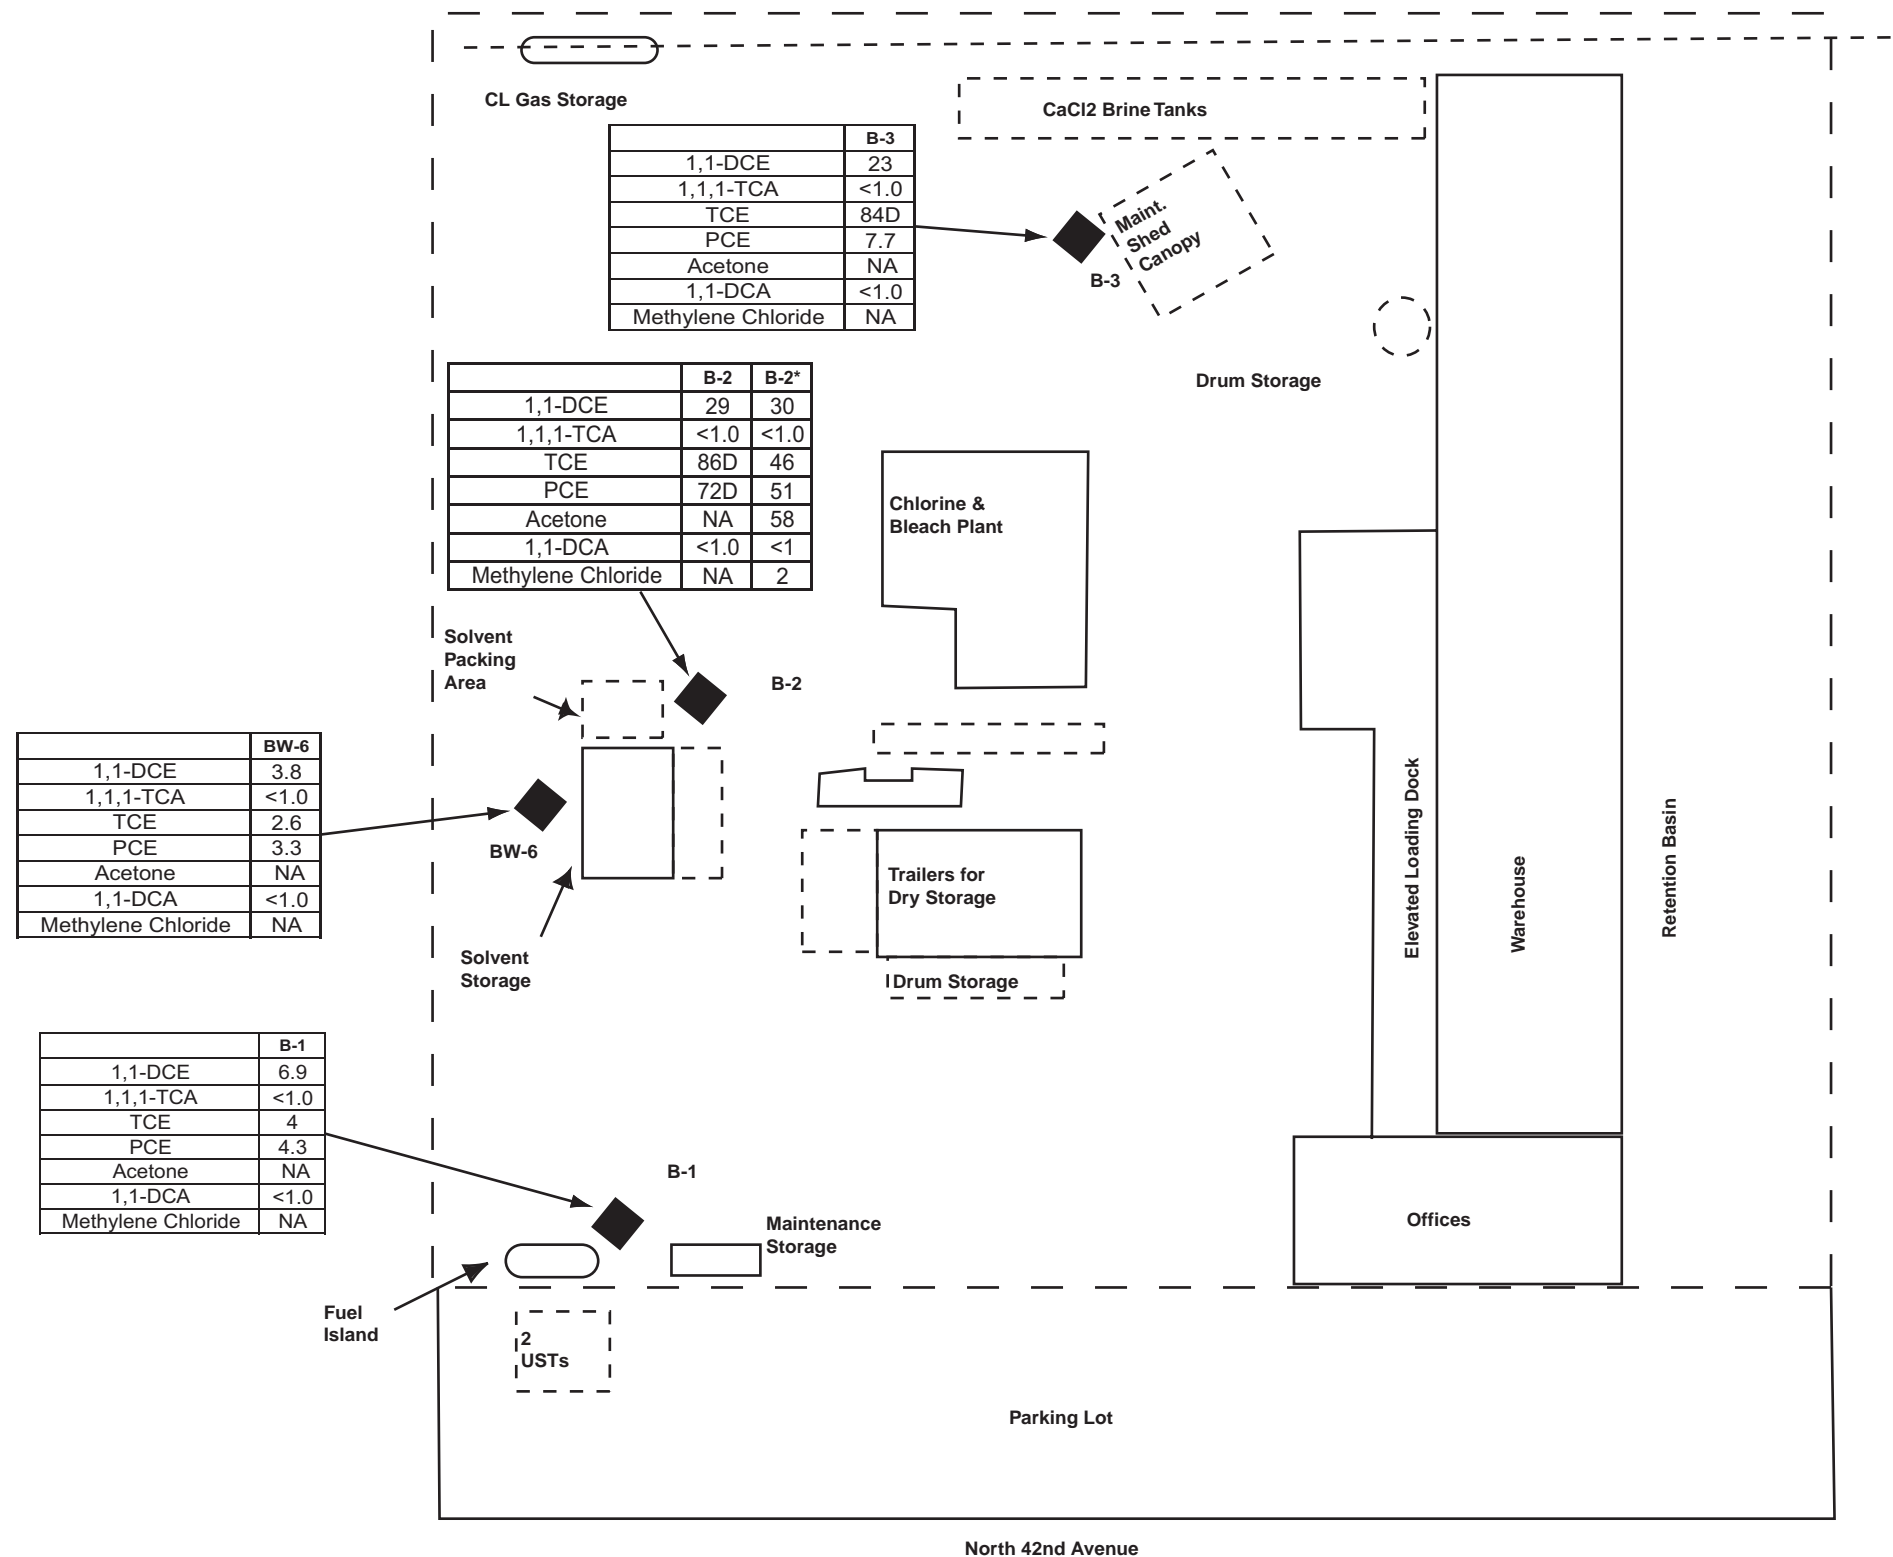 CL Gas Storage
CaCl2 Brine Tanks
B-3
1,1-DCE 23
1,1,1-TCA <1.0
TCE 84D
PCE 7.7
Acetone NA
1,1-DCA <1.0
Methylene Chloride NA
Maint.
Shed
Canopy
B-3
Drum Storage
B-2 B-2*
1,1-DCE 29 30
1,1,1-TCA <1.0 <1.0
TCE 86D 46
PCE 72D 51
Acetone NA 58
1,1-DCA <1.0 <1
Methylene Chloride NA 2
Chlorine &
Bleach Plant
Solvent
Packing
Area
B-2
BW-6
1,1-DCE 3.8
1,1,1-TCA <1.0
TCE 2.6
PCE 3.3
Acetone NA
1,1-DCA <1.0
Methylene Chloride NA
BW-6
Solvent
Storage
Trailers for
Dry Storage
Drum Storage
Elevated Loading Dock
Warehouse
Retention Basin
B-1
1,1-DCE 6.9
1,1,1-TCA <1.0
TCE 4
PCE 4.3
Acetone NA
1,1-DCA <1.0
Methylene Chloride NA
B-1
Maintenance
Storage
Offices
Fuel
Island
2
USTs
Parking Lot
North 42nd Avenue